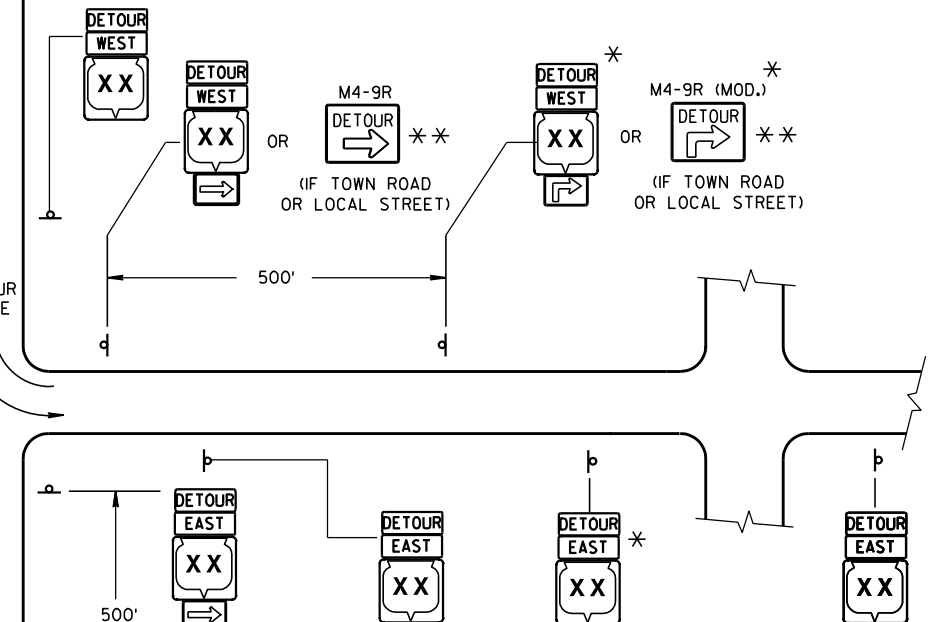 DETOUR
WEST
XX
DETOUR
WEST
XX
OR
M4-9R
DETOUR
**
(IF TOWN ROAD
OR LOCAL STREET)
*
DETOUR
WEST
XX
OR
*
M4-9R (MOD.)
DETOUR
**
(IF TOWN ROAD
OR LOCAL STREET)
500'
UR
E
DETOUR
EAST
XX
500'
DETOUR
EAST
XX
DETOUR
EAST
*
XX
DETOUR
EAST
XX